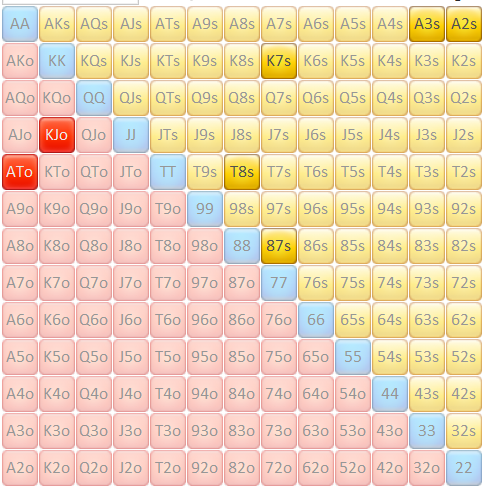 AA AKs AQs AJs ATs A9s A8s A7s A6s A5s A4s A3s A2s
AKo KK KQs KJs KTs K9s K8s K7s K6s K5s K4s K3s K2s
AQo KQo QQ QJs QTs Q9s Q8s Q7s Q6s Q5s Q4s Q3s Q2s
AJo KJo QJo JJ JTs J9s J8s J7s J6s J5s J4s J3s J2s
ATo KTo QTo JTo TT T9s T8s T7s T6s T5s T4s T3s T2s
A9o K9o Q9o J9o T9o 99 98s 97s 96s 95s 94s 93s 92s
A8o K8o Q8o J8o T8o 98o 88 87s 86s 85s 84s 83s 82s
A7o K7o Q7o J7o T7o 97o 87o 77 76s 75s 74s 73s 72s
A6o K6o Q6o J6o T6o 96o 86o 76o 66 65s 64s 63s 62s
A5o K5o Q5o J5o T5o 95o 85o 75o 65o 55 54s 53s 52s
A4o K4o Q4o J4o T4o 94o 84o 74o 64o 54o 44 43s 42s
A3o K3o Q3o J3o T3o 93o 83o 73o 63o 53o 43o 33 32s
A2o K2o Q2o J2o T2o 92o 82o 72o 62o 52o 42o 32o 22